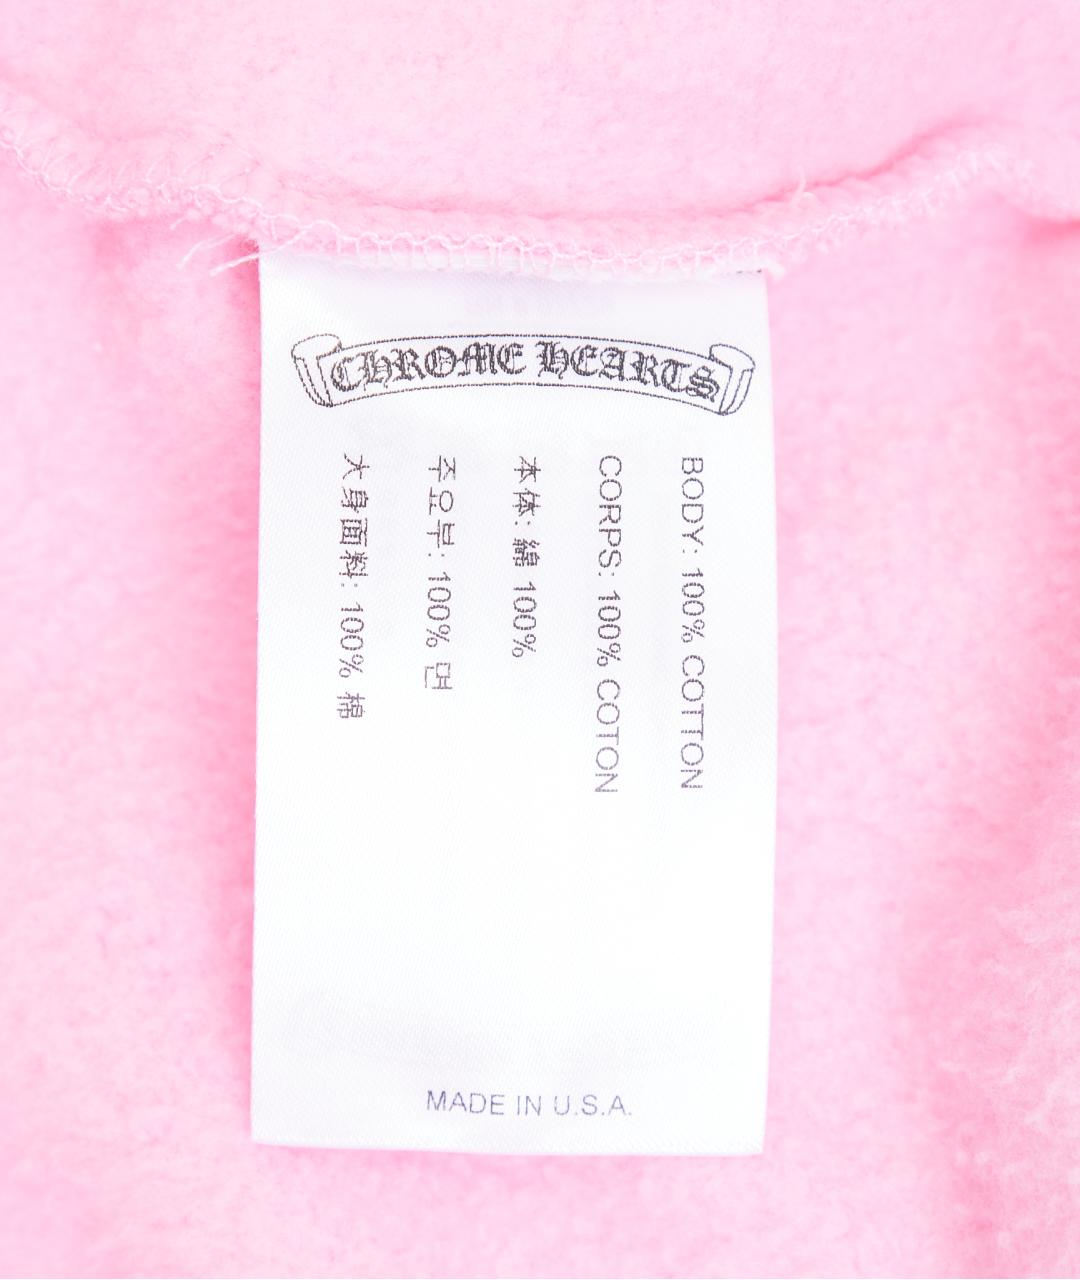 CHROME HEARTS
BODY: 100% COTTON
CORPS: 100% COTON
本体: 綿 100%
주요부: 100% 면
大身面料: 100% 棉
MADE IN U.S.A.